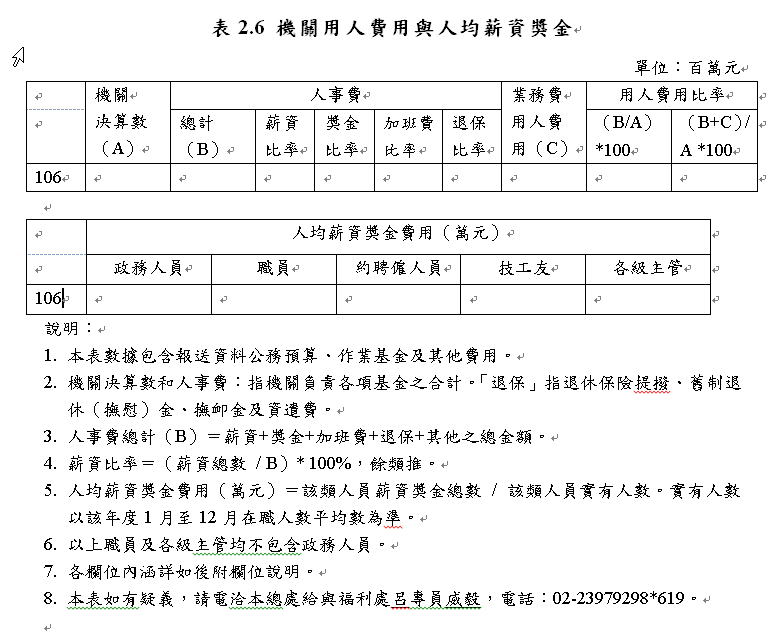 表 2.6 機關用人費用與人均薪資獎金
單位：百萬元
機關
決算數
（A）
人事費
業務費
用人費
用（C）
用人費用比率
總計
（B）
薪資
比率
獎金
比率
加班費
比率
退保
比率
（B/A）
*100
（B+C）/
A *100
106
人均薪資獎金費用（萬元）
政務人員
職員
約聘僱人員
技工友
各級主管
106
說明：
1. 本表數據包含報送資料公務預算、作業基金及其他費用。
2. 機關決算數和人事費：指機關負責各項基金之合計。「退保」指退休保險提撥、舊制退
休（撫慰）金、撫卹金及資遣費。
3. 人事費總計（B）＝薪資+獎金+加班費+退保+其他之總金額。
4. 薪資比率＝（薪資總數 / B）* 100%，餘類推。
5. 人均薪資獎金費用（萬元）＝該類人員薪資獎金總數 / 該類人員實有人數。實有人數
以該年度 1 月至 12 月在職人數平均數為準。
6. 以上職員及各級主管均不包含政務人員。
7. 各欄位內涵詳如後附欄位說明。
8. 本表如有疑義，請電洽本總處給與福利處呂專員威毅，電話：02-23979298*619。